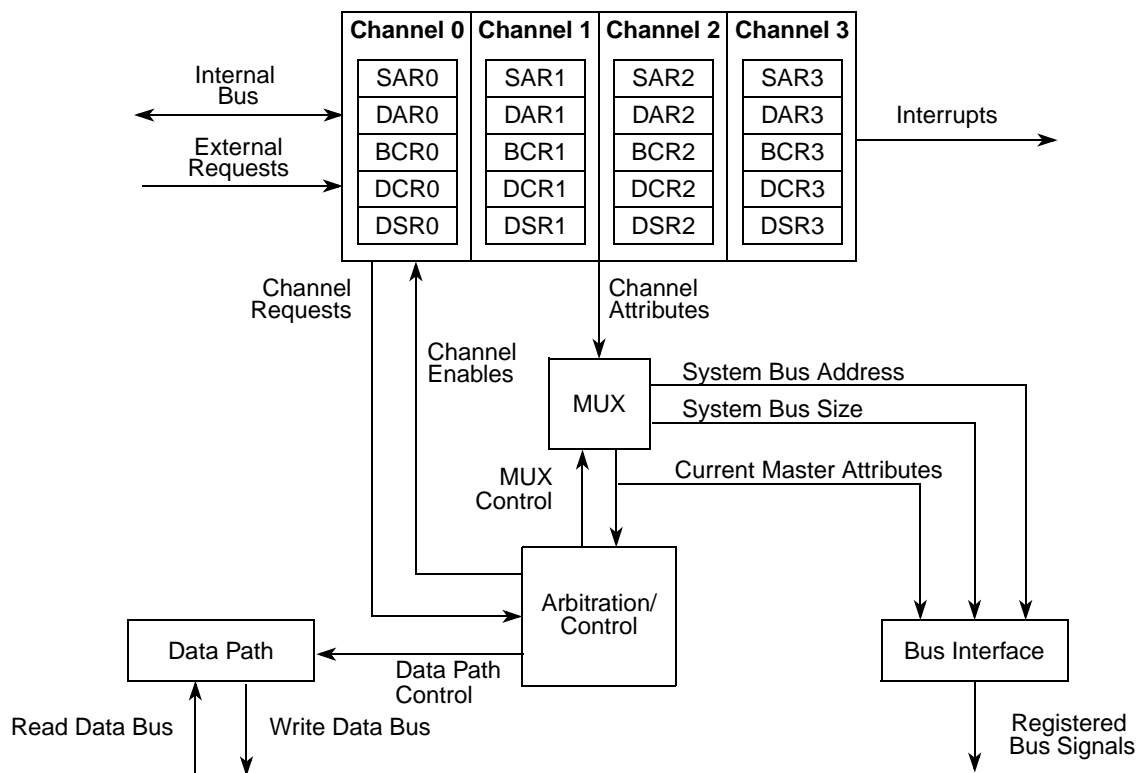 Channel 0 Channel 1 Channel 2 Channel 3
SAR0 SAR1 SAR2 SAR3
DAR0 DAR1 DAR2 DAR3
BCR0 BCR1 BCR2 BCR3
DCR0 DCR1 DCR2 DCR3
DSR0 DSR1 DSR2 DSR3
Internal
Bus
External
Requests
Interrupts
Channel
Requests
Channel
Enables
Channel
Attributes
MUX
System Bus Address
System Bus Size
Current Master Attributes
MUX
Control
Arbitration/
Control
Data Path
Data Path
Control
Bus Interface
Read Data Bus
Write Data Bus
Registered
Bus Signals